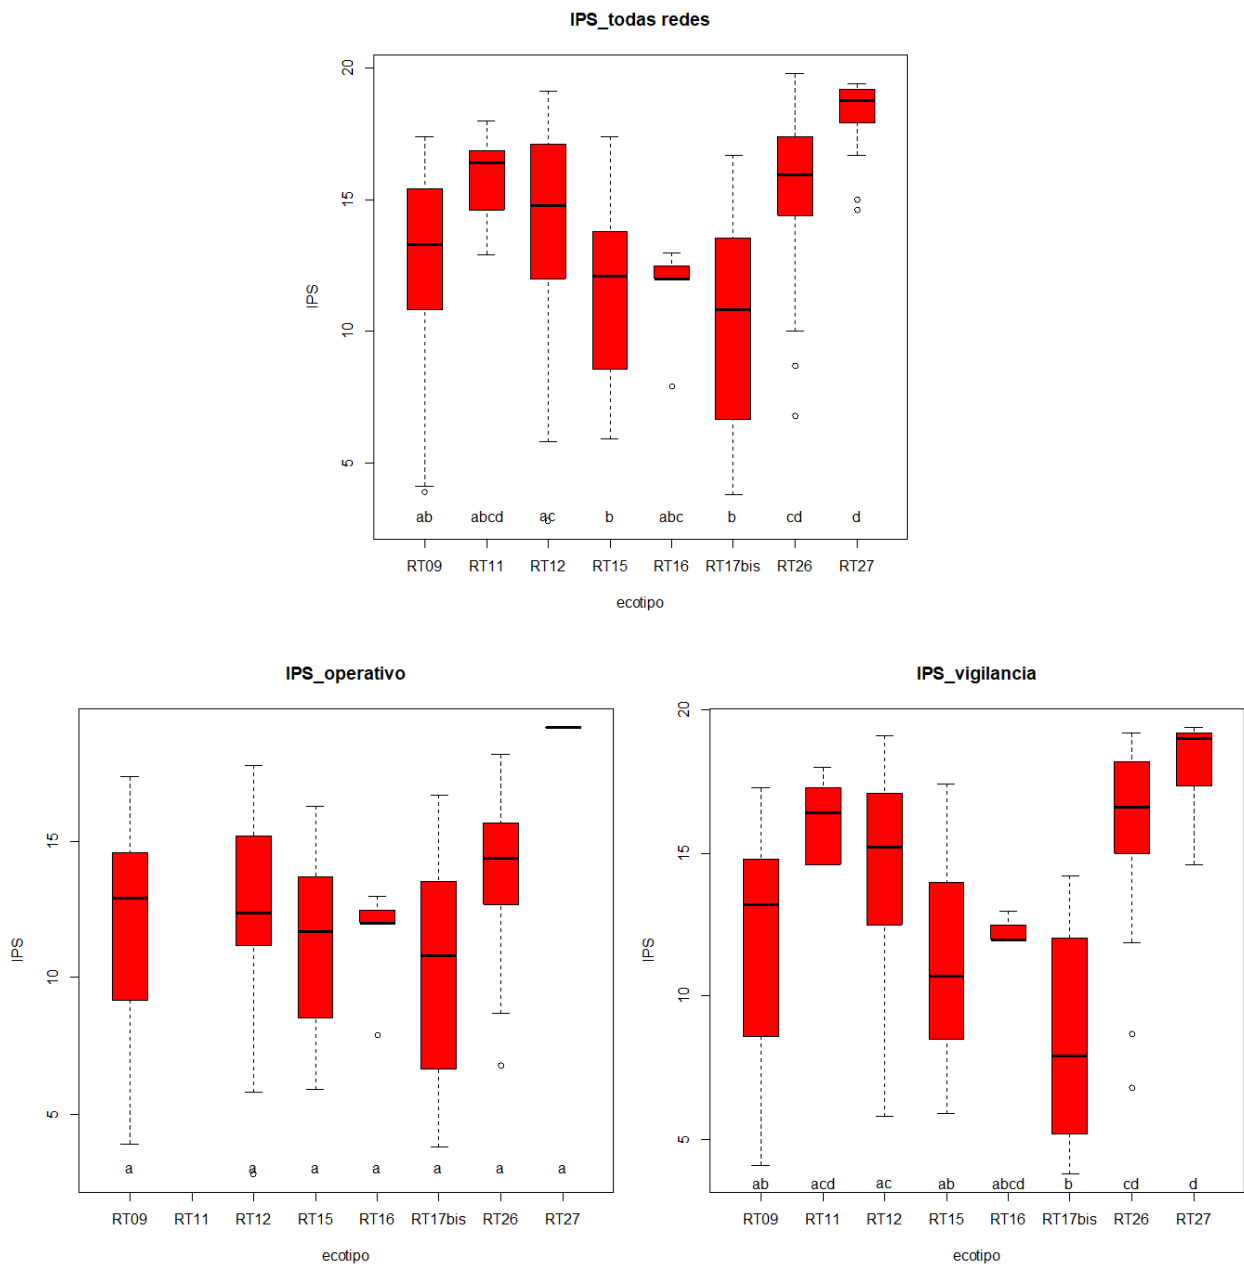 IPS_todas redes
20
15
10
5
IPS
ab abcd ac b abc b cd d
RT09 RT11 RT12 RT15 RT16 RT17bis RT26 RT27
ecotipo
IPS_operativo
15
10
5
IPS
a a a a a a a
RT09 RT11 RT12 RT15 RT16 RT17bis RT26 RT27
ecotipo
IPS_vigilancia
20
15
10
5
IPS
ab acd ac ab abcd b cd d
RT09 RT11 RT12 RT15 RT16 RT17bis RT26 RT27
ecotipo